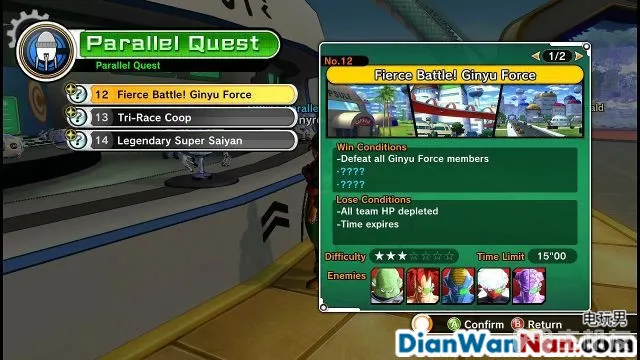 Parallel Quest
Parallel Quest
12 Fierce Battle! Ginyu Force
13 Tri-Race Coop
14 Legendary Super Saiyan
No.12
1/2
Fierce Battle! Ginyu Force
Win Conditions
-Defeat all Ginyu Force members
-????
-????
Lose Conditions
-All team HP depleted
-Time expires
Difficulty ★★★☆☆☆☆
Time Limit 15"00
Enemies
A Confirm B Return
电玩男
DianWanNan.com